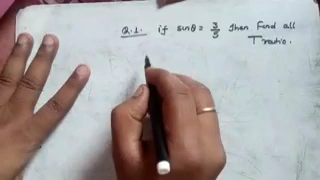 Q.1. if sinθ = 3/5 then Find all
T ratio.